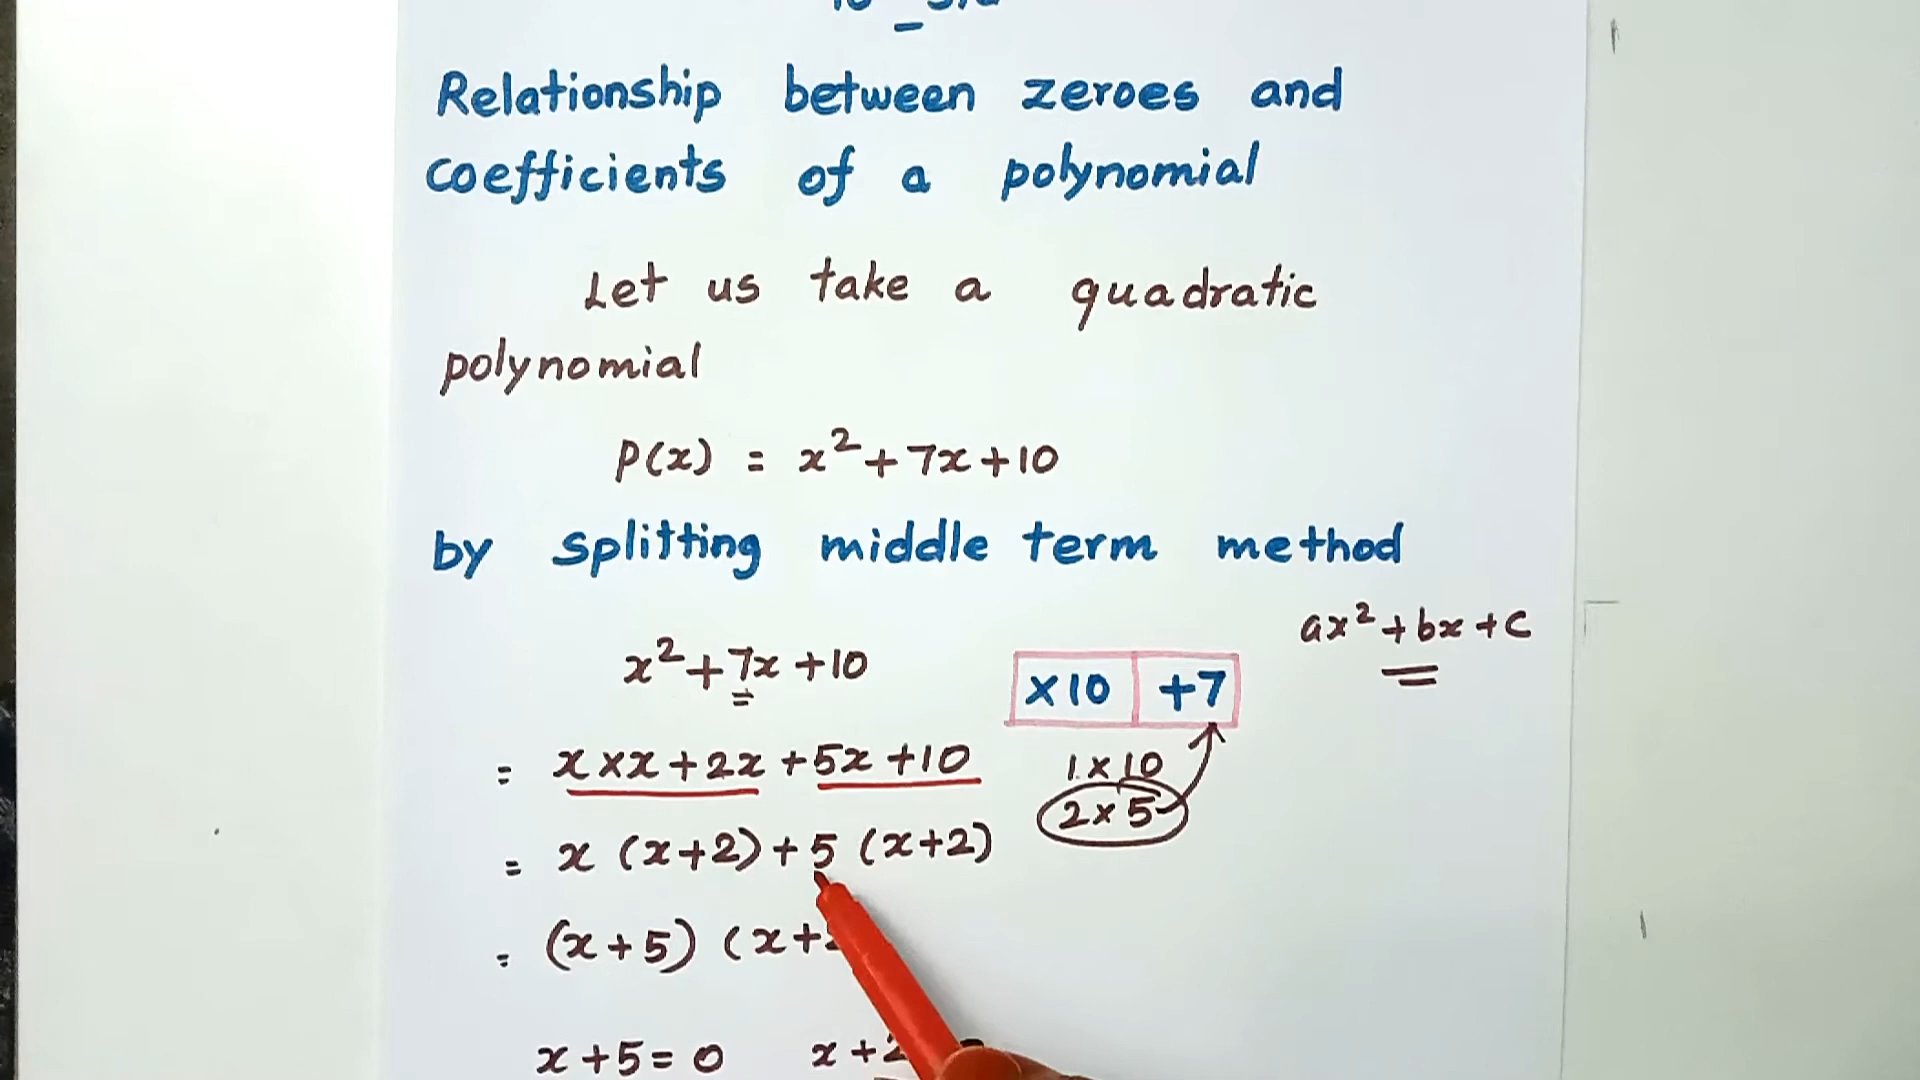 Relationship between zeroes and
coefficients of a polynomial
Let us take a quadratic
polynomial
P(x) = x² + 7x + 10
by splitting middle term method
ax² + bx + c
x² + 7x + 10
×10 +7
= x × x + 2x + 5x + 10
1 × 10
2 × 5
= x (x+2) + 5 (x+2)
= (x+5) (x+
x + 5 = 0 x + 2